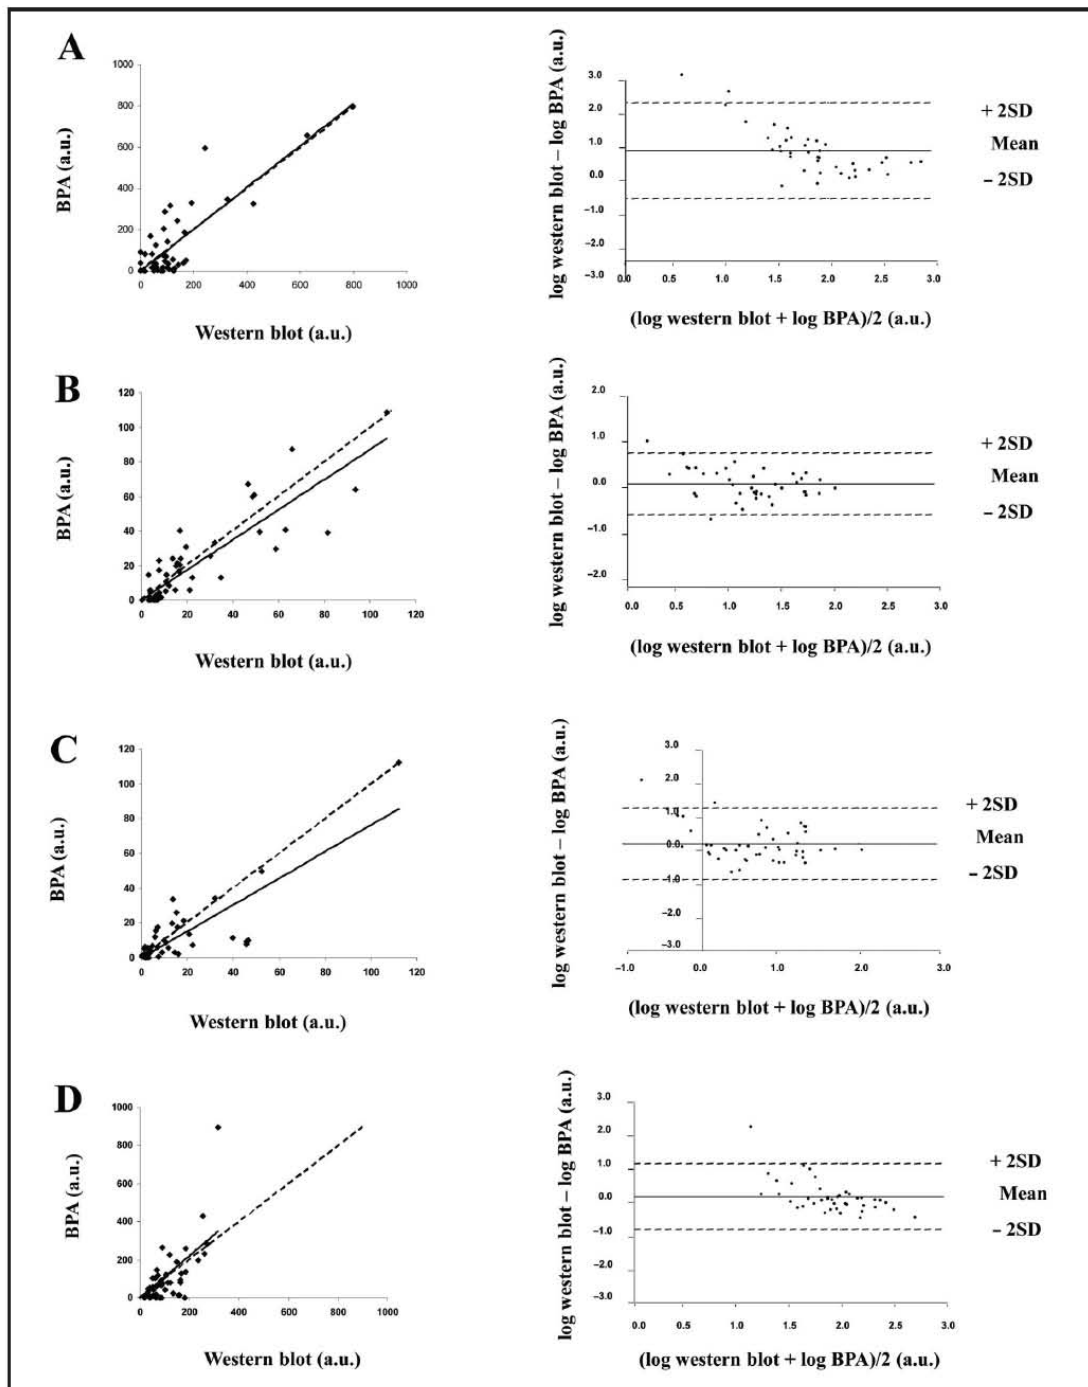 A
1000
800
600
400
200
0
BPA (a.u.)
0 200 400 600 800 1000
Western blot (a.u.)
log western blot – log BPA (a.u.)
3.0
2.0
1.0
0.0
–1.0
–2.0
–3.0
0.0 0.5 1.0 1.5 2.0 2.5 3.0
(log western blot + log BPA)/2 (a.u.)
+ 2SD
Mean
– 2SD
B
120
100
80
60
40
20
0
BPA (a.u.)
0 20 40 60 80 100 120
Western blot (a.u.)
log western blot – log BPA (a.u.)
2.0
1.0
0.0
–1.0
–2.0
0.0 0.5 1.0 1.5 2.0 2.5 3.0
(log western blot + log BPA)/2 (a.u.)
+ 2SD
Mean
– 2SD
C
120
100
80
60
40
20
0
BPA (a.u.)
0 20 40 60 80 100 120
Western blot (a.u.)
log western blot – log BPA (a.u.)
3.0
2.0
1.0
0.0
–1.0
–2.0
–3.0
–1.0 0.0 1.0 2.0 3.0
(log western blot + log BPA)/2 (a.u.)
+ 2SD
Mean
– 2SD
D
1000
800
600
400
200
0
BPA (a.u.)
0 200 400 600 800 1000
Western blot (a.u.)
log western blot – log BPA (a.u.)
3.0
2.0
1.0
0.0
–1.0
–2.0
–3.0
0.0 0.5 1.0 1.5 2.0 2.5 3.0
(log western blot + log BPA)/2 (a.u.)
+ 2SD
Mean
– 2SD